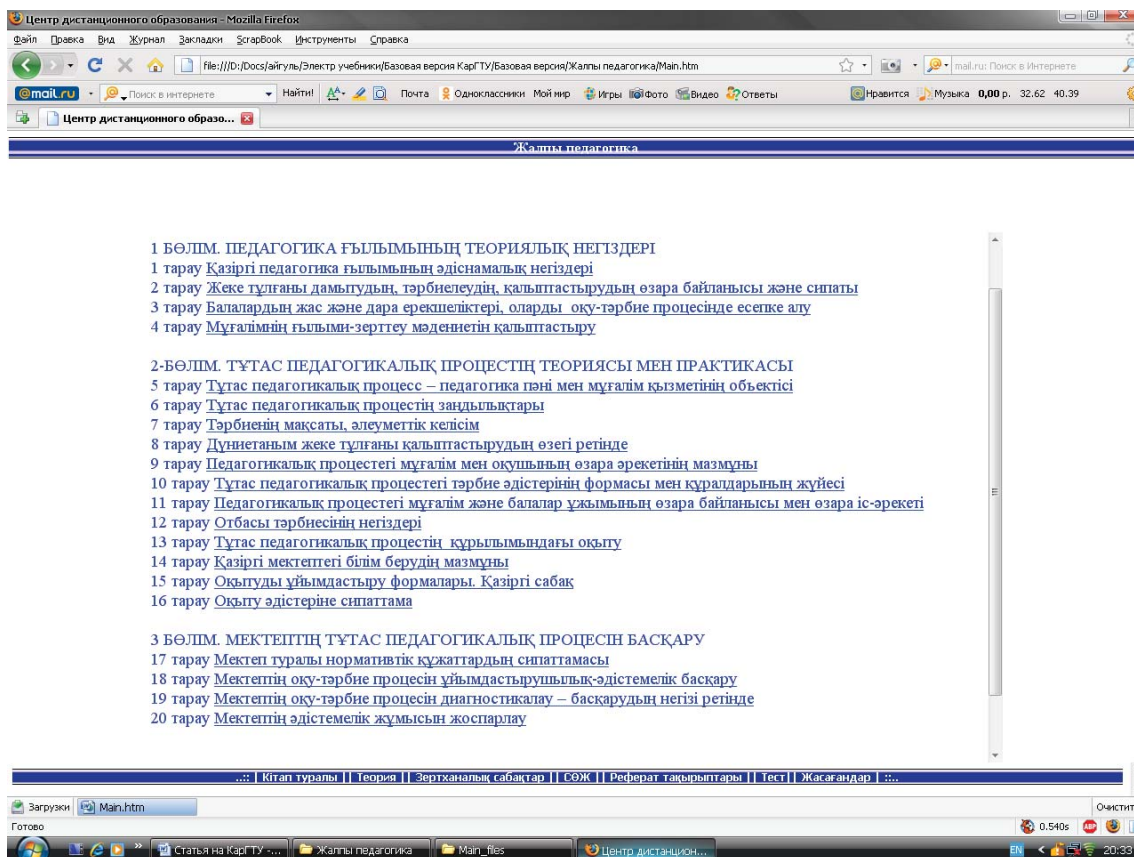 Центр дистанционного образования - Mozilla Firefox
Файл Правка Вид Журнал Закладки ScrapBook Инструменты Справка
file:///D:/Docs/айгуль/Электр учебники/Базовая версия КарГТУ/Базовая версия/Жалпы педагогика/Main.htm
mail.ru: Поиск в Интернете
@mail.ru Поиск в интернете Найти! Почта Одноклассники Мой мир Игры Фото Видео Ответы Нравится Музыка 0,00 р. 32.62 40.39
Центр дистанционного образо...
Жалпы педагогика
1 БӨЛІМ. ПЕДАГОГИКА ҒЫЛЫМЫНЫҢ ТЕОРИЯЛЫҚ НЕГІЗДЕРІ
1 тарау Қазіргі педагогика ғылымының әдіснамалық негіздері
2 тарау Жеке тұлғаны дамытудың, тәрбиелеудің, қалыптастырудың өзара байланысы және сипаты
3 тарау Балалардың жас және дара ерекшеліктері, оларды оқу-тәрбие процесінде есепке алу
4 тарау Мұғалімнің ғылыми-зерттеу мәдениетін қалыптастыру
2-БӨЛІМ. ТҰТАС ПЕДАГОГИКАЛЫҚ ПРОЦЕСТІҢ ТЕОРИЯСЫ МЕН ПРАКТИКАСЫ
5 тарау Тұтас педагогикалық процесс – педагогика пәні мен мұғалім қызметінің обьектісі
6 тарау Тұтас педагогикалық процестің заңдылықтары
7 тарау Тәрбиенің мақсаты, әлеуметтік келісім
8 тарау Дүниетаным жеке тұлғаны қалыптастырудың өзегі ретінде
9 тарау Педагогикалық процестегі мұғалім мен оқушының өзара әрекетінің мазмұны
10 тарау Тұтас педагогикалық процестегі тәрбие әдістерінің формасы мен құралдарының жүйесі
11 тарау Педагогикалық процестегі мұғалім және балалар ұжымының өзара байланысы мен өзара іс-әрекеті
12 тарау Отбасы тәрбиесінің негіздері
13 тарау Тұтас педагогикалық процестің құрылымындағы оқыту
14 тарау Қазіргі мектептегі білім берудің мазмұны
15 тарау Оқытуды ұйымдастыру формалары. Қазіргі сабақ
16 тарау Оқыту әдістеріне сипаттама
3 БӨЛІМ. МЕКТЕПТІҢ ТҰТАС ПЕДАГОГИКАЛЫҚ ПРОЦЕСІН БАСҚАРУ
17 тарау Мектеп туралы нормативтік құжаттардың сипаттамасы
18 тарау Мектептің оқу-тәрбие процесін ұйымдастырушылық-әдістемелік басқару
19 тарау Мектептің оқу-тәрбие процесін диагностикалау – басқарудың негізі ретінде
20 тарау Мектептің әдістемелік жұмысын жоспарлау
..:: | Кітап туралы || Теория || Зертханалық сабақтар || СӨЖ || Реферат тақырыптары || Тест || Жасағандар | ::..
Загрузки Main.htm Очистит
Готово 0.540s ABP
Статья на КарГТУ -... Жалпы педагогика Main_files Центр дистанцион... EN 20:33